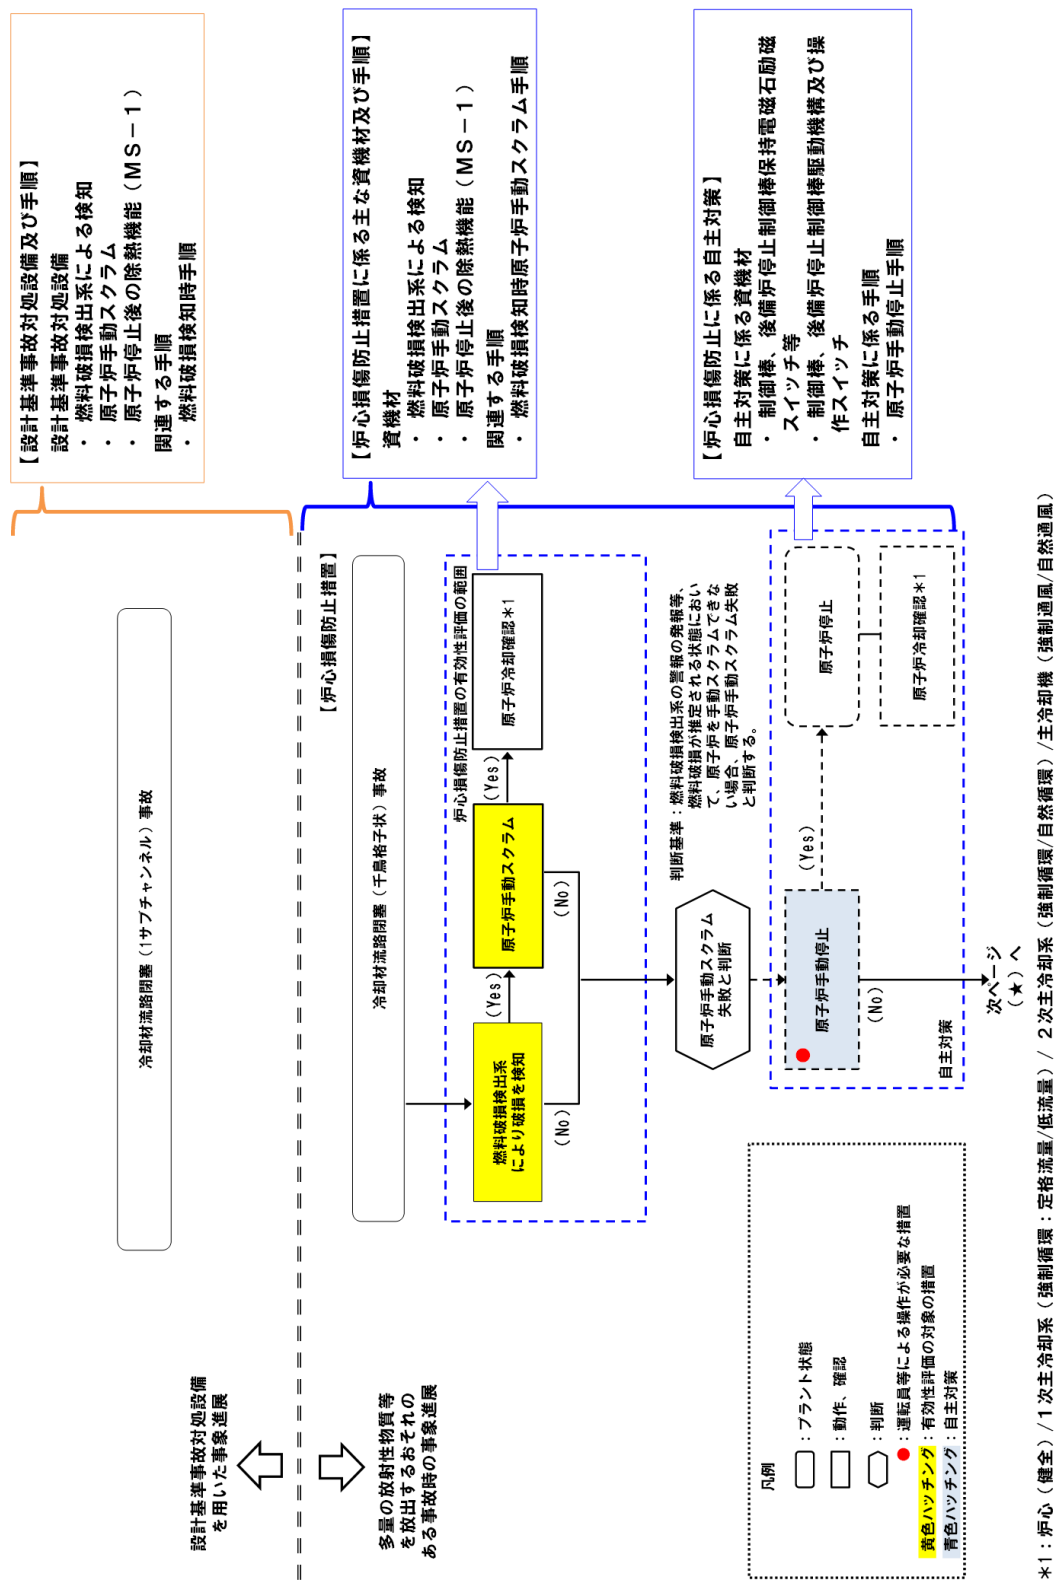 設計基準事故対処設備
を用いた事象進展
多量の放射性物質等
を放出するおそれの
ある事故時の事象進展
冷却材流路閉塞（1サブチャンネル）事故
【設計基準事故対処設備及び手順】
設計基準事故対処設備
・ 燃料破損検出系による検知
・ 原子炉手動スクラム
・ 原子炉停止後の除熱機能（ＭＳ－１）
関連する手順
・ 燃料破損検知時手順
【炉心損傷防止措置】
冷却材流路閉塞（千鳥格子状）事故
炉心損傷防止措置の有効性評価の範囲
燃料破損検出系
により破損を検知
（Yes）
（No）
原子炉手動スクラム
（Yes）
（No）
原子炉冷却確認＊1
【炉心損傷防止措置に係る主な資機材及び手順】
資機材
・ 燃料破損検出系による検知
・ 原子炉手動スクラム
・ 原子炉停止後の除熱機能（ＭＳ－１）
関連する手順
・ 燃料破損検知時原子炉手動スクラム手順
原子炉手動スクラム
失敗と判断
判断基準：燃料破損検出系の警報の発報等、
燃料破損が推定される状態におい
て、原子炉を手動スクラムできな
い場合、原子炉手動スクラム失敗
と判断する。
原子炉手動停止
（Yes）
（No）
原子炉停止
原子炉冷却確認＊1
自主対策
次ページ
（★）へ
【炉心損傷防止に係る自主対策】
自主対策に係る資機材
・ 制御棒、後備炉停止制御棒保持電磁石励磁
スイッチ等
・ 制御棒、後備炉停止制御棒駆動機構及び操
作スイッチ
自主対策に係る手順
・ 原子炉手動停止手順
凡例
：プラント状態
：動作、確認
：判断
：運転員等による操作が必要な措置
黄色ハッチング：有効性評価の対象の措置
青色ハッチング：自主対策
＊1：炉心（健全）/１次主冷却系（強制循環：定格流量/低流量）/ ２次主冷却系（強制循環/自然循環）/主冷却機（強制通風/自然通風）